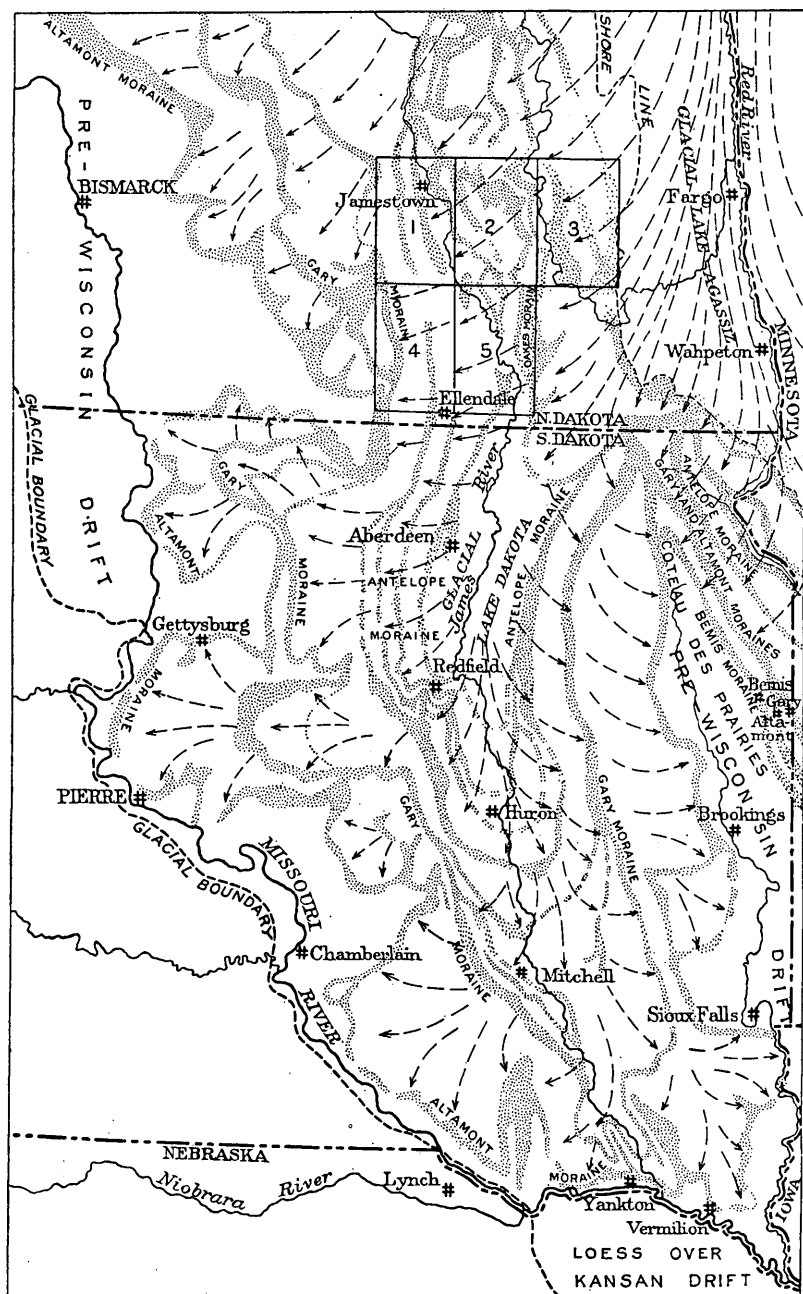 ALTAMONT MORAINE
SHORE
LINE
Red River
GLACIAL LAKE AGASSIZ
PRE-
WISCONSIN
DRIFT
BISMARCK
Jamestown
Fargo
1
2
3
GARY
MORAINE
4
5
OAKES MORAINE
Wahpeton
MINNESOTA
Ellendale
N.DAKOTA
S.DAKOTA
GLACIAL BOUNDARY
GARY
ALTAMONT
MORAINE
River
James
GLACIAL
LAKE DAKOTA
ANTELOPE MORAINE
Aberdeen
ANTELOPE
MORAINE
ANTELOPE MORAINE
GARY AND ALTAMONT MORAINES
BEMIS MORAINE
COTEAU DES PRAIRIES
PRE-WISCONSIN
DRIFT
Gettysburg
MORAINE
Redfield
Bemis
Gary
Alta-
mont
PIERRE
GARY
Huron
GARY MORAINE
Brookings
GLACIAL BOUNDARY
MISSOURI
RIVER
Chamberlain
MORAINE
Mitchell
Sioux Falls
ALTAMONT
MORAINE
NEBRASKA
Niobrara River
Lynch
Yankton
Vermilion
IOWA
LOESS OVER
KANSAN DRIFT